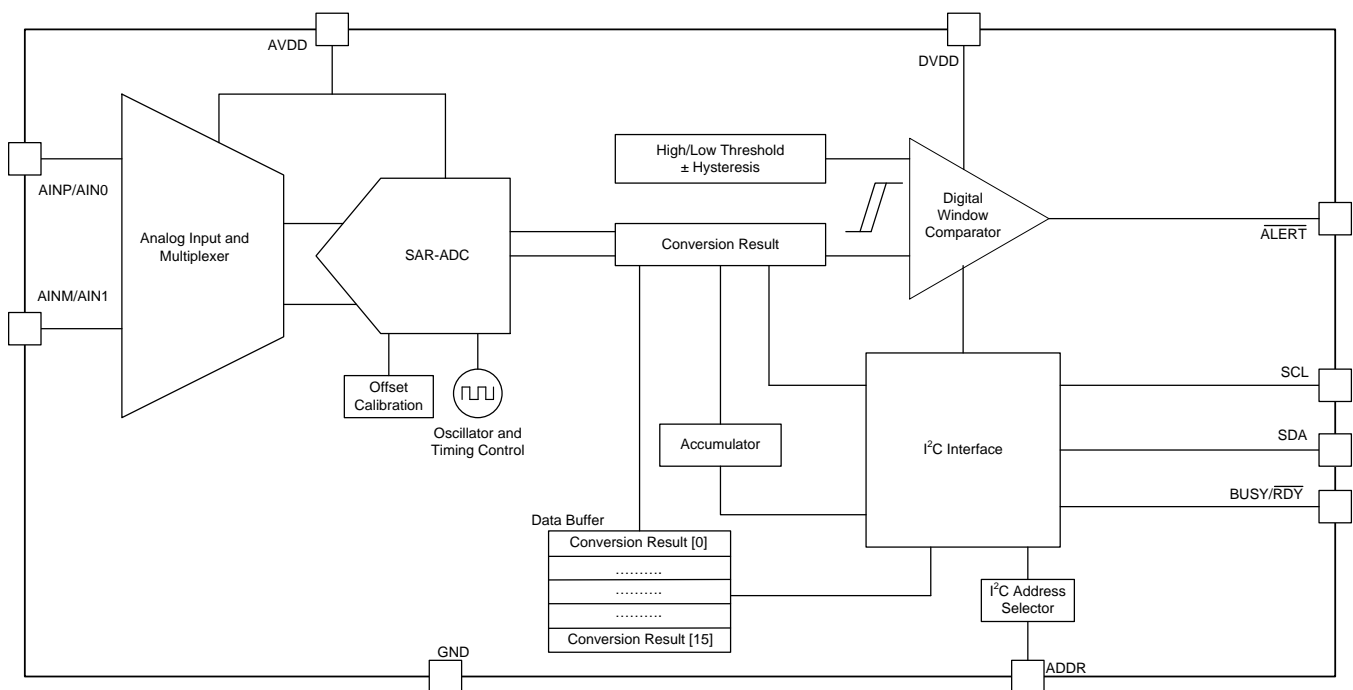 AVDD
DVDD
High/Low Threshold
± Hysteresis
AINP/AIN0
Digital
Window
Comparator
Analog Input and
Multiplexer
SAR-ADC
Conversion Result
ALERT
AINM/AIN1
Offset
Calibration
Oscillator and
Timing Control
Accumulator
I²C Interface
SCL
SDA
BUSY/RDY
Data Buffer
Conversion Result [0]
..........
..........
..........
Conversion Result [15]
I²C Address
Selector
GND
ADDR